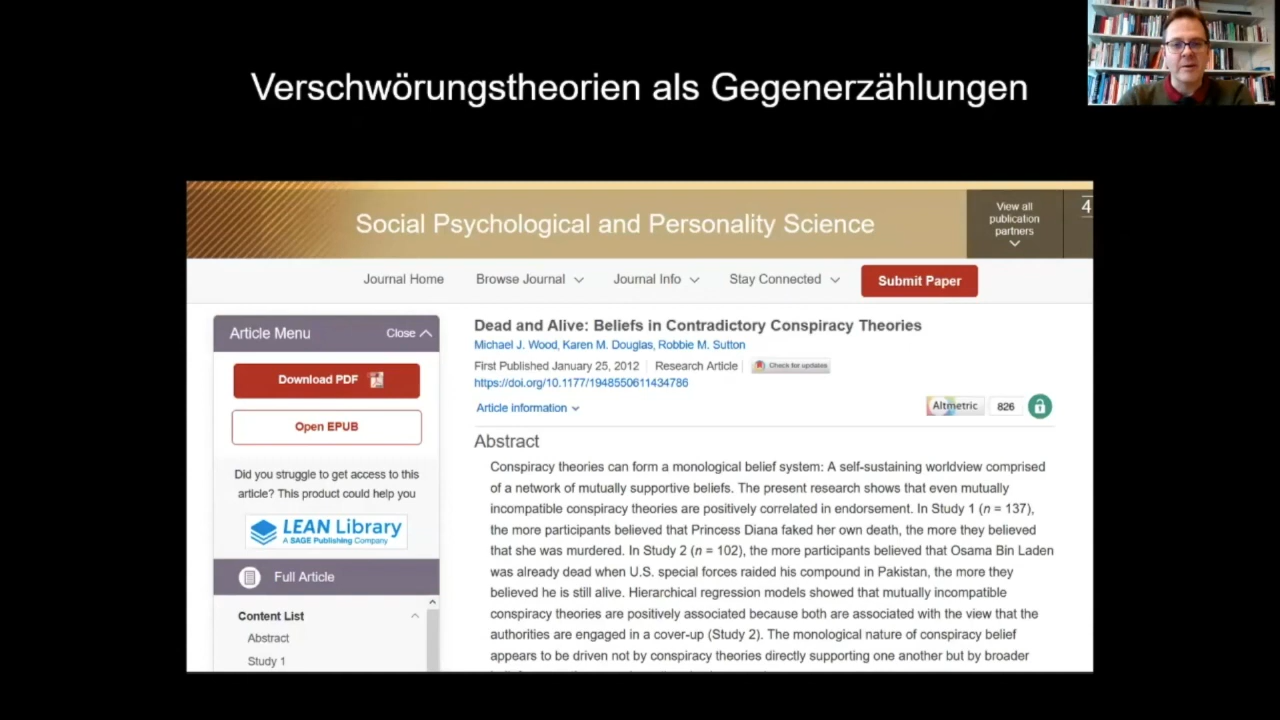 Verschwörungstheorien als Gegenerzählungen
Social Psychological and Personality Science
View all
publication
partners
4
Journal Home
Browse Journal
Journal Info
Stay Connected
Submit Paper
Article Menu
Close
Download PDF
Open EPUB
Did you struggle to get access to this
article? This product could help you
LEAN Library
A SAGE Publishing Company
Full Article
Content List
Abstract
Study 1
Dead and Alive: Beliefs in Contradictory Conspiracy Theories
Michael J. Wood, Karen M. Douglas, Robbie M. Sutton
First Published January 25, 2012 Research Article Check for updates
https://doi.org/10.1177/1948550611434786
Article information
Altmetric 826
Abstract
Conspiracy theories can form a monological belief system: A self-sustaining worldview comprised
of a network of mutually supportive beliefs. The present research shows that even mutually
incompatible conspiracy theories are positively correlated in endorsement. In Study 1 (n = 137),
the more participants believed that Princess Diana faked her own death, the more they believed
that she was murdered. In Study 2 (n = 102), the more participants believed that Osama Bin Laden
was already dead when U.S. special forces raided his compound in Pakistan, the more they
believed he is still alive. Hierarchical regression models showed that mutually incompatible
conspiracy theories are positively associated because both are associated with the view that the
authorities are engaged in a cover-up (Study 2). The monological nature of conspiracy belief
appears to be driven not by conspiracy theories directly supporting one another but by broader